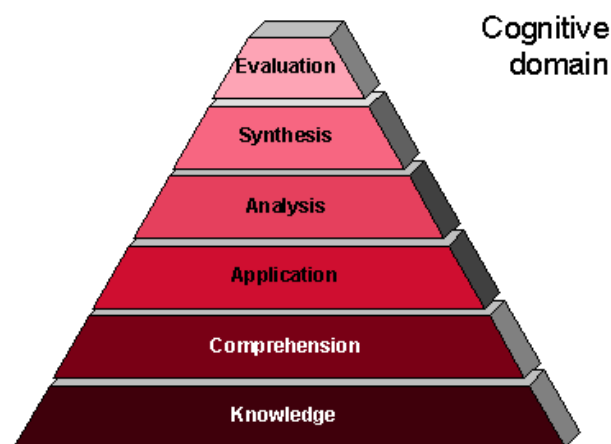 Cognitive
domain
Evaluation
Synthesis
Analysis
Application
Comprehension
Knowledge